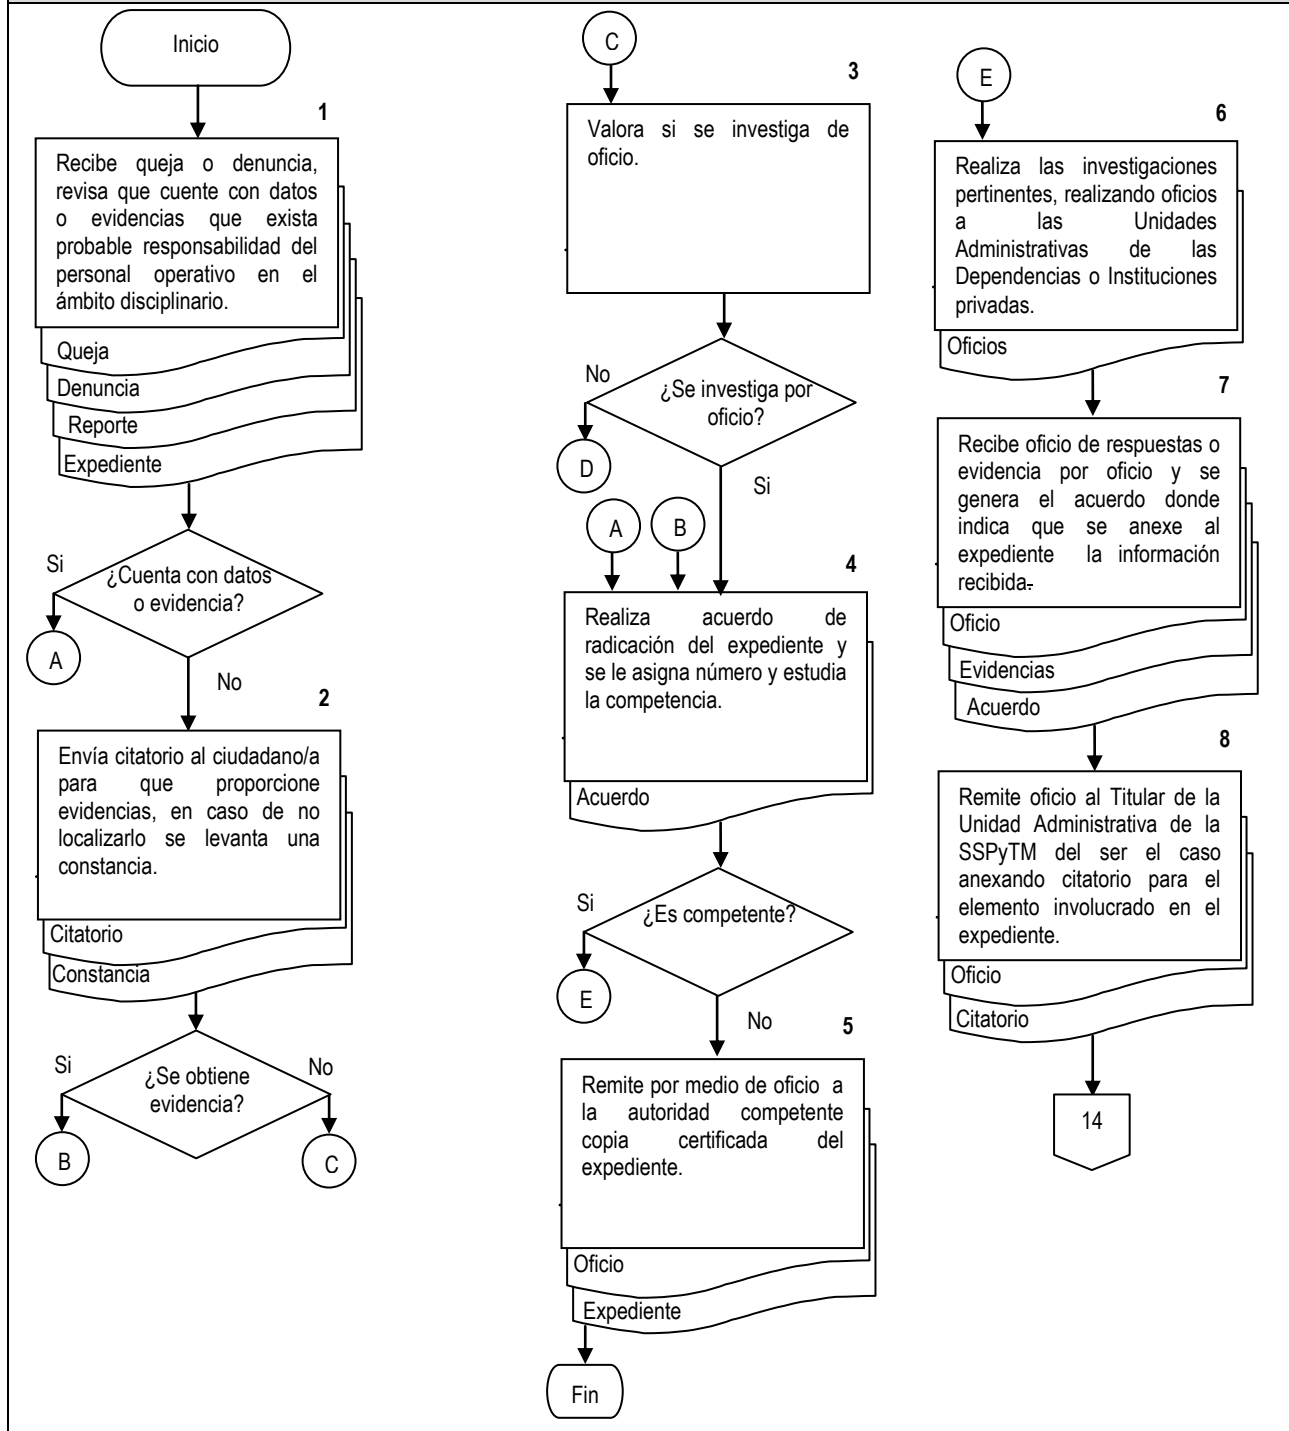 Inicio
1
Recibe queja o denuncia,
revisa que cuente con datos
o evidencias que exista
probable responsabilidad del
personal operativo en el
ámbito disciplinario.
Queja
Denuncia
Reporte
Expediente
Si
¿Cuenta con datos
o evidencia?
A
No
2
Envía citatorio al ciudadano/a
para que proporcione
evidencias, en caso de no
localizarlo se levanta una
constancia.
Citatorio
Constancia
Si
¿Se obtiene
evidencia?
No
B
C
C
3
Valora si se investiga de
oficio.
No
¿Se investiga por
oficio?
D
Si
A
B
4
Realiza acuerdo de
radicación del expediente y
se le asigna número y estudia
la competencia.
Acuerdo
Si
¿Es competente?
E
No
5
Remite por medio de oficio a
la autoridad competente
copia certificada del
expediente.
Oficio
Expediente
Fin
E
6
Realiza las investigaciones
pertinentes, realizando oficios
a las Unidades
Administrativas de las
Dependencias o Instituciones
privadas.
Oficios
7
Recibe oficio de respuestas o
evidencia por oficio y se
genera el acuerdo donde
indica que se anexe al
expediente la información
recibida.
Oficio
Evidencias
Acuerdo
8
Remite oficio al Titular de la
Unidad Administrativa de la
SSPyTM del ser el caso
anexando citatorio para el
elemento involucrado en el
expediente.
Oficio
Citatorio
14